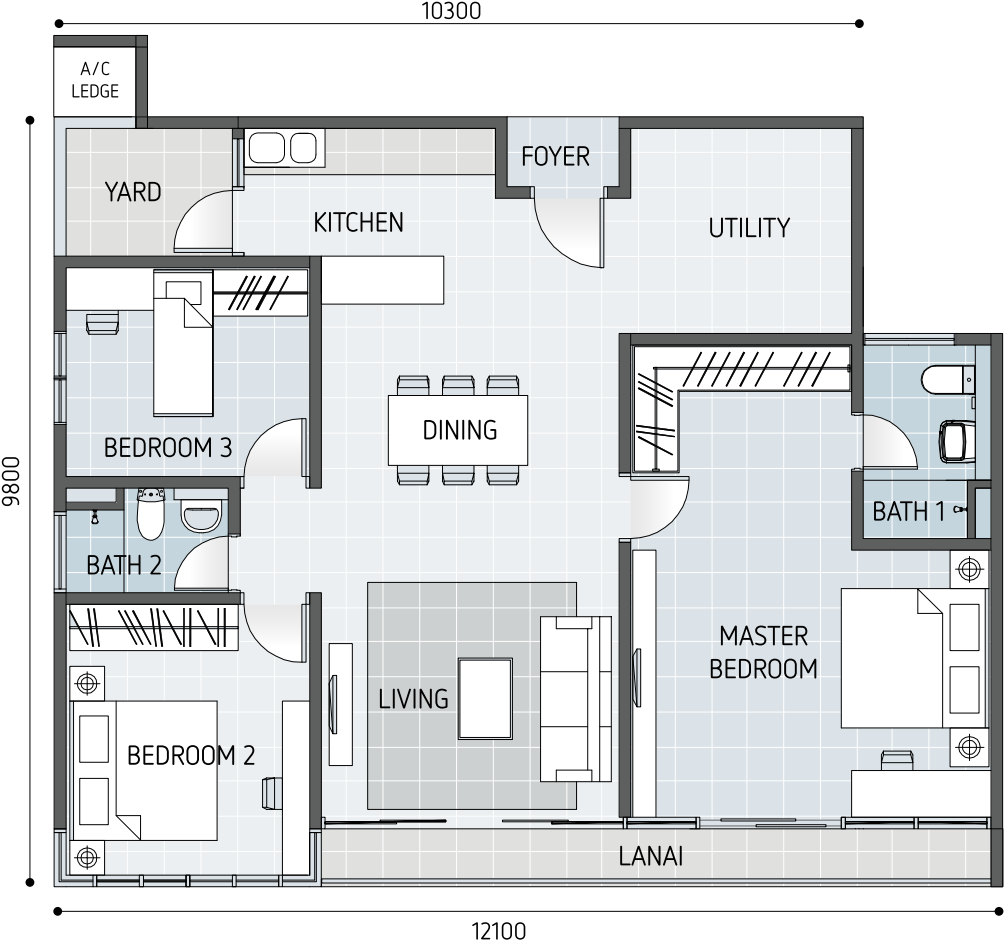 10300
A/C
LEDGE
FOYER
YARD
KITCHEN
UTILITY
DINING
BEDROOM 3
9800
BATH 1
BATH 2
MASTER
BEDROOM
LIVING
BEDROOM 2
LANAI
12100